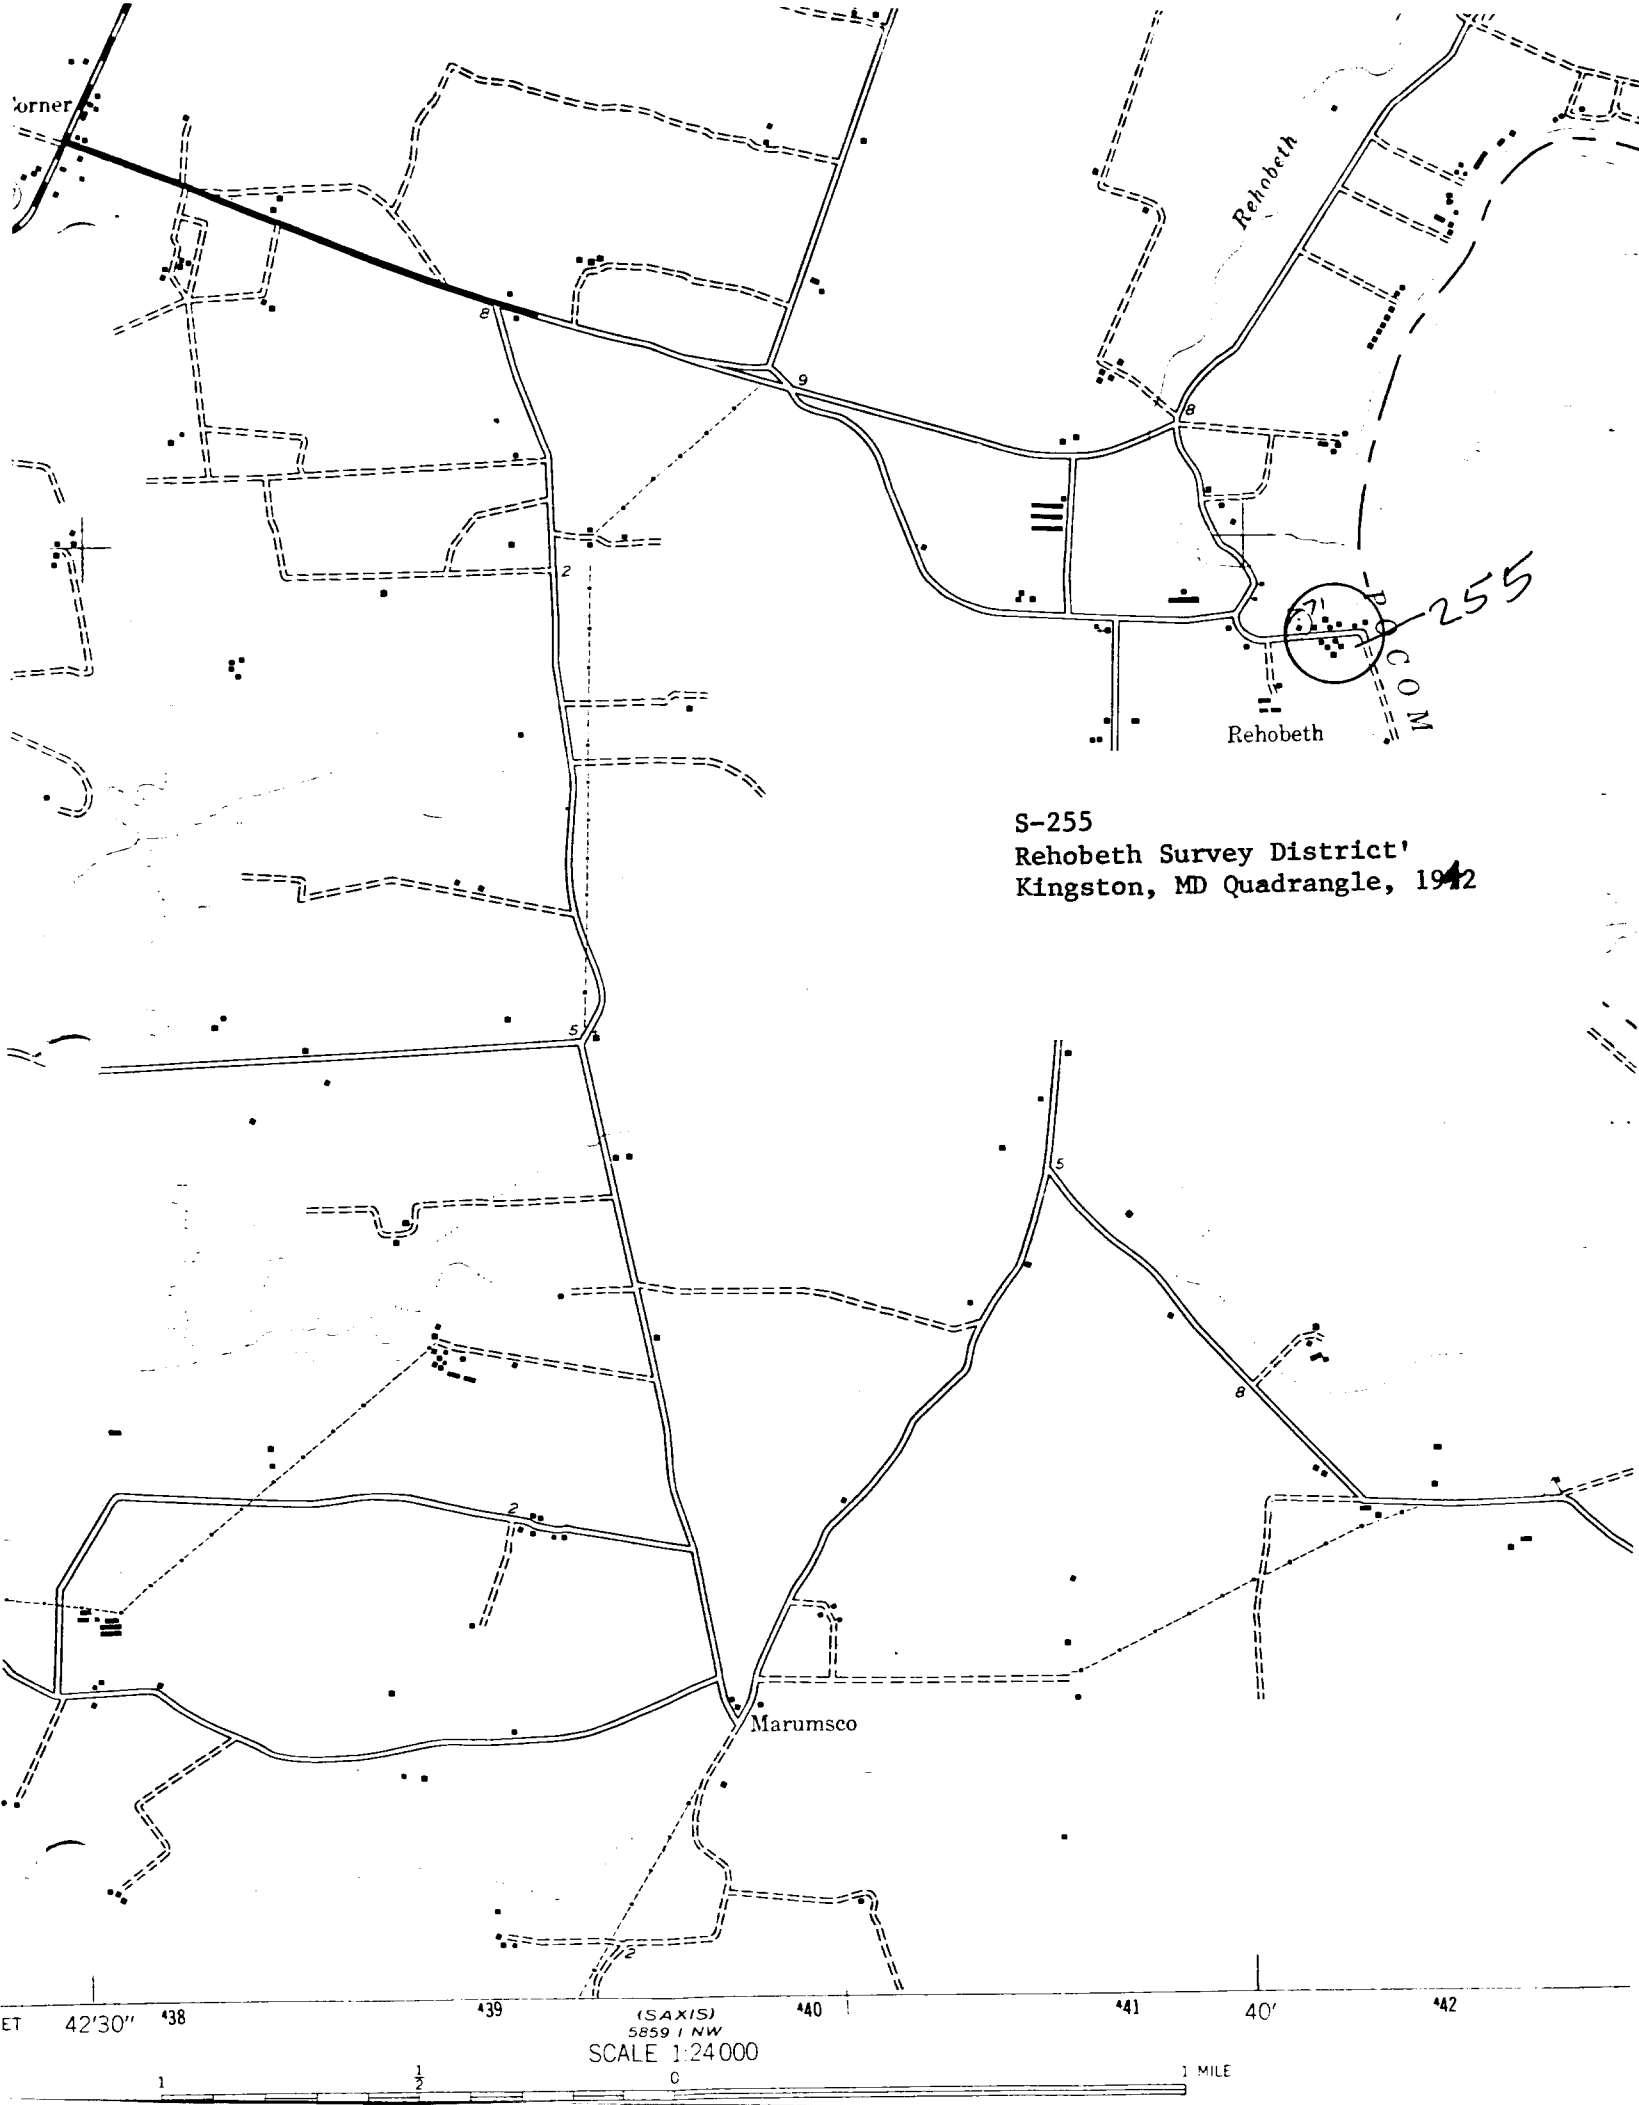 orner
Rehobeth
8
9
8
2
255
POCOM
Rehobeth
S-255
Rehobeth Survey District'
Kingston, MD Quadrangle, 1942
5
5
8
2
Marumsco
2
ET 42'30" 438 439 (SAXIS) 440 441 40' 442
5859 I NW
SCALE 1:24000
1 1/2 0 1 MILE